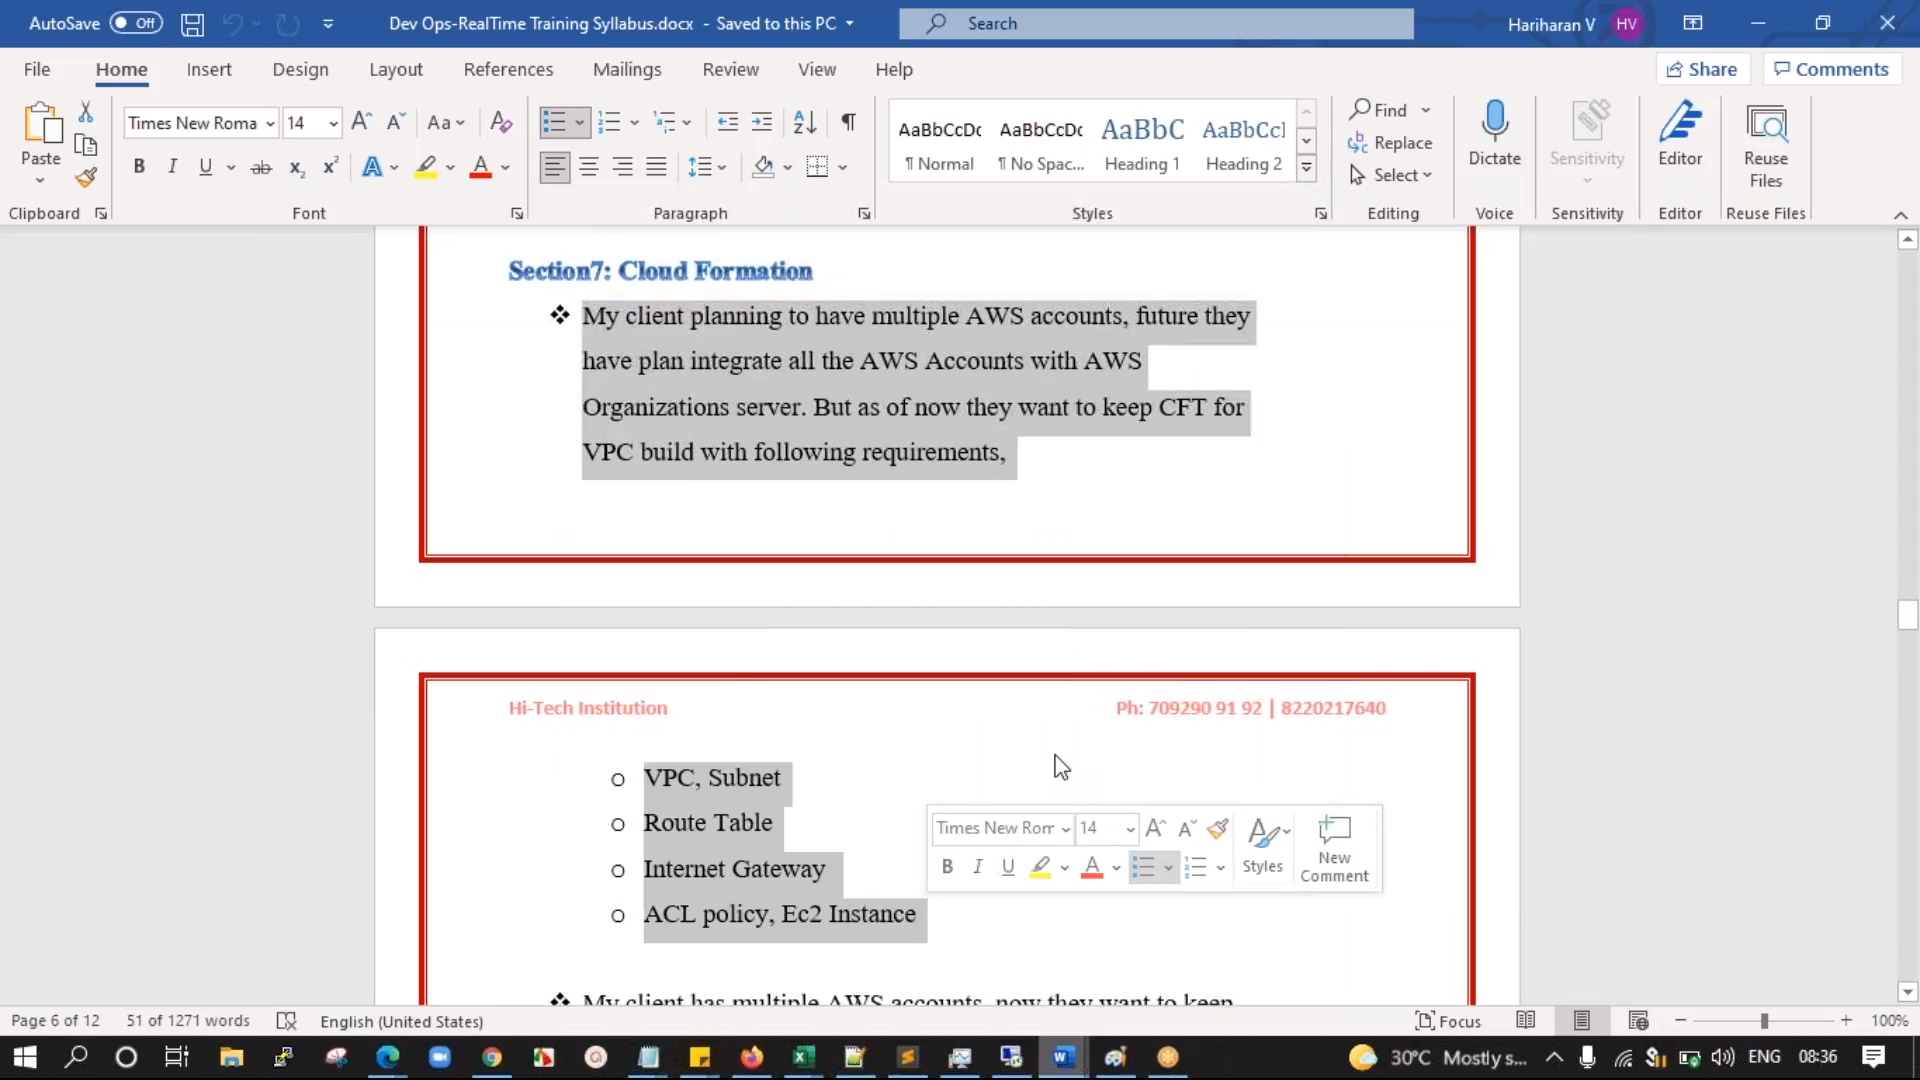 AutoSave Off Dev Ops-RealTime Training Syllabus.docx - Saved to this PC Search Hariharan V HV
File Home Insert Design Layout References Mailings Review View Help Share Comments
Times New Roma 14 Aa
Paste
B I U ab x₂ x² A A
AaBbCcDc AaBbCcDc AaBbC AaBbCcI
¶ Normal ¶ No Spac... Heading 1 Heading 2
Find
Replace
Select
Dictate Sensitivity Editor Reuse
Files
Clipboard Font Paragraph Styles Editing Voice Sensitivity Editor Reuse Files
Section7: Cloud Formation
❖ My client planning to have multiple AWS accounts, future they
have plan integrate all the AWS Accounts with AWS
Organizations server. But as of now they want to keep CFT for
VPC build with following requirements,
Hi-Tech Institution Ph: 709290 91 92 | 8220217640
o VPC, Subnet
o Route Table
o Internet Gateway
o ACL policy, Ec2 Instance
Times New Ror 14
B I U A Styles New
Comment
❖ My client has multiple AWS accounts, now they want to keep
Page 6 of 12 51 of 1271 words English (United States) Focus 100%
30°C Mostly s... ENG 08:36